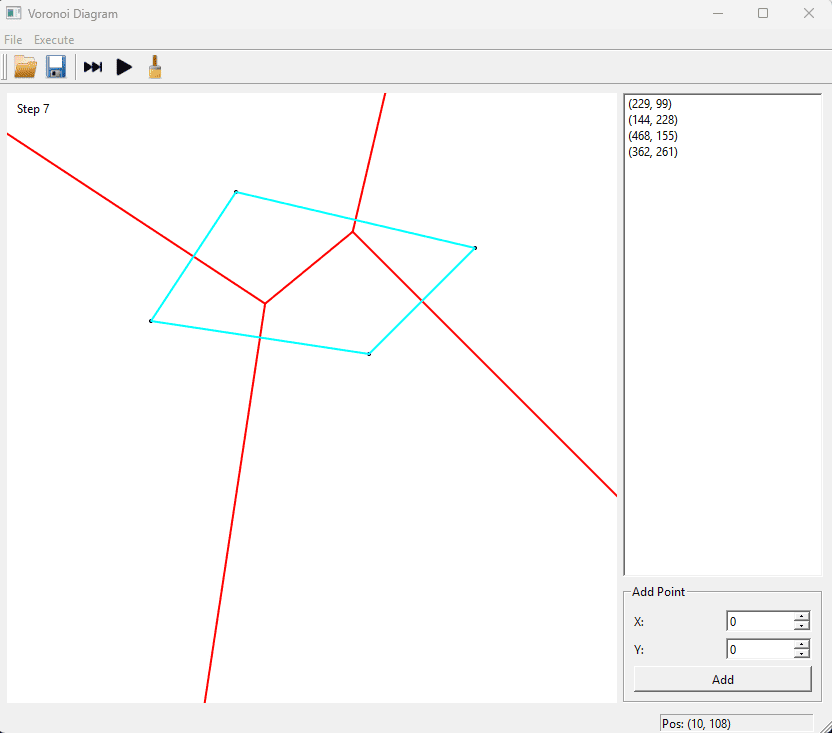 Voronoi Diagram
File Execute
Step 7
(229, 99)
(144, 228)
(468, 155)
(362, 261)
Add Point
X: 0
Y: 0
Add
Pos: (10, 108)